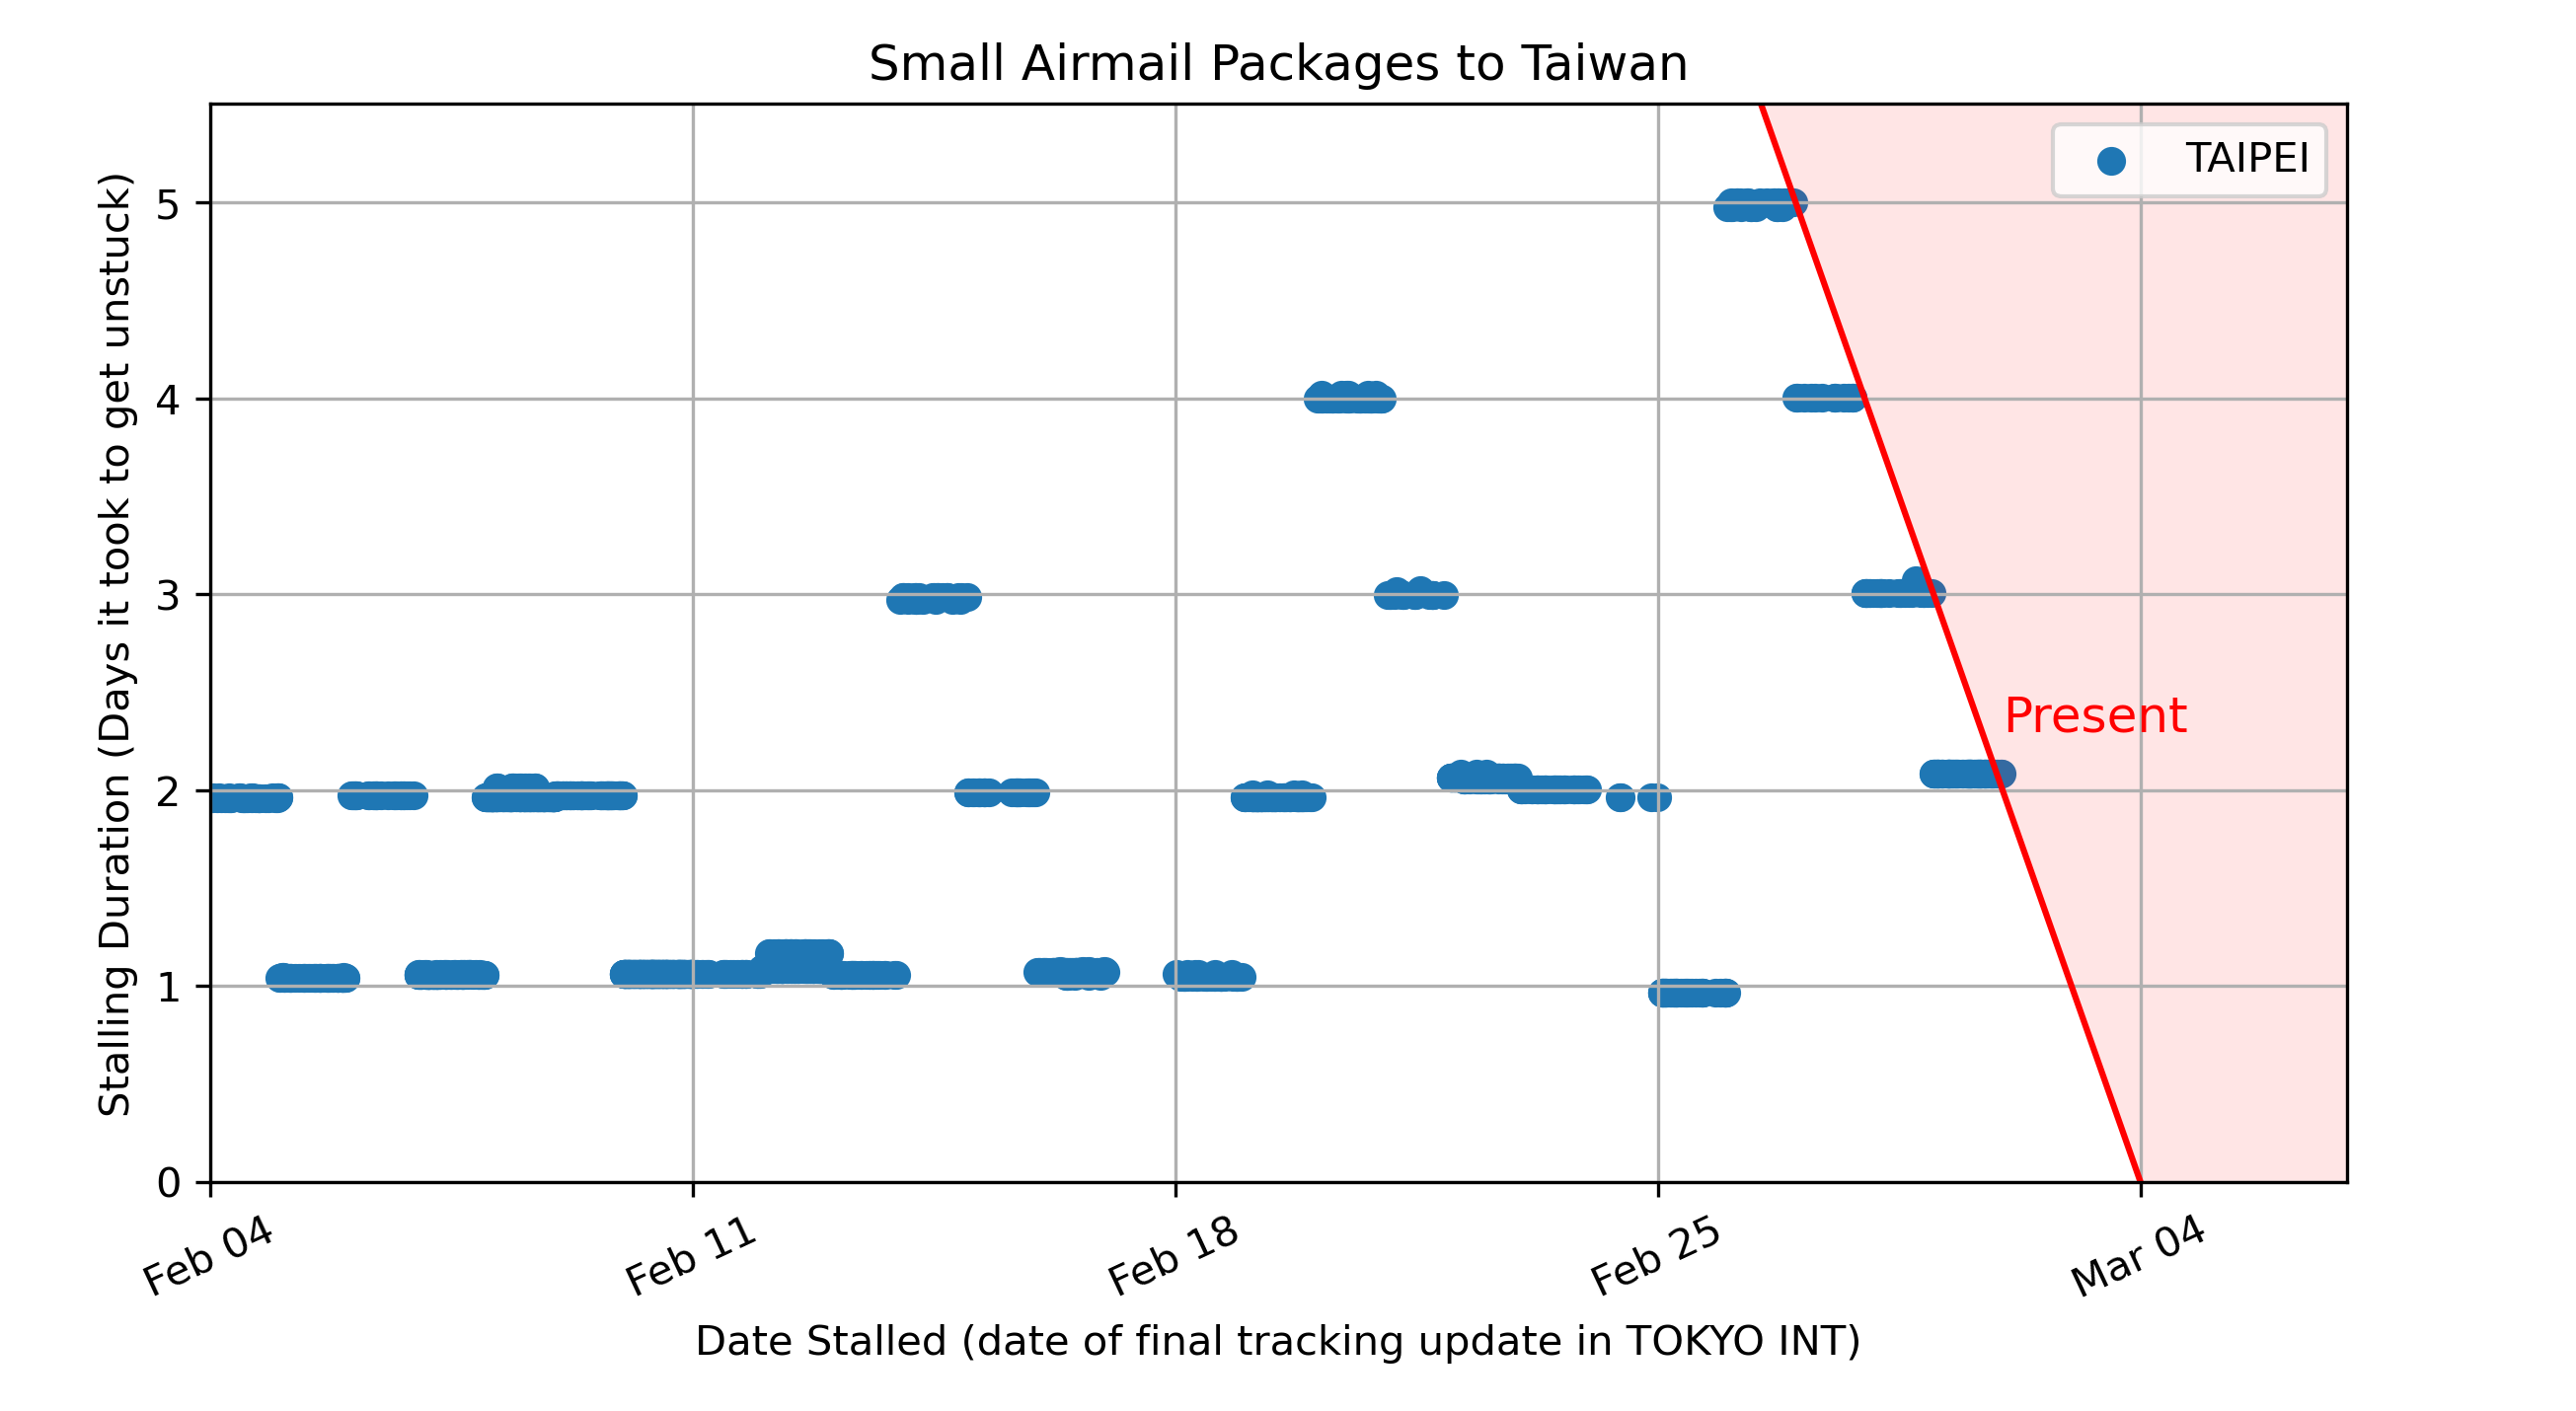 Small Airmail Packages to Taiwan
TAIPEI
Stalling Duration (Days it took to get unstuck)
5
4
3
2
1
0
Present
Feb 04
Feb 11
Feb 18
Feb 25
Mar 04
Date Stalled (date of final tracking update in TOKYO INT)